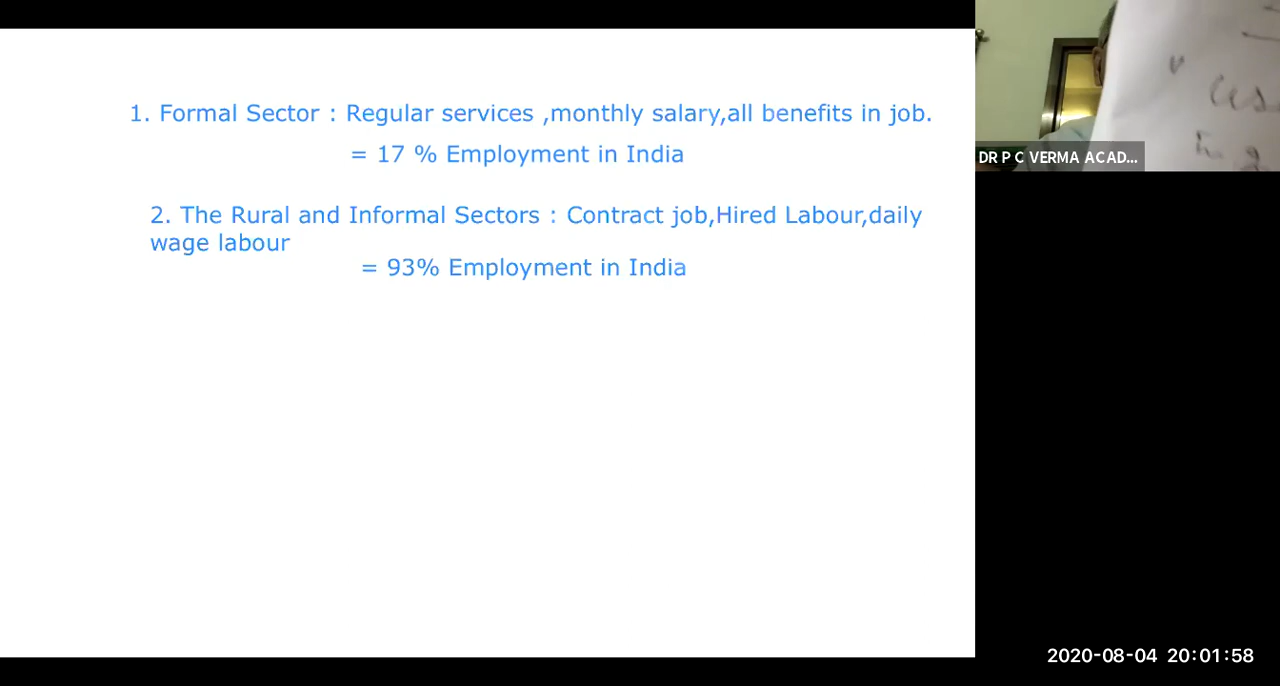 1. Formal Sector : Regular services ,monthly salary,all benefits in job.
= 17 % Employment in India
2. The Rural and Informal Sectors : Contract job,Hired Labour,daily
wage labour
= 93% Employment in India
DR P C VERMA ACAD...
2020-08-04 20:01:58